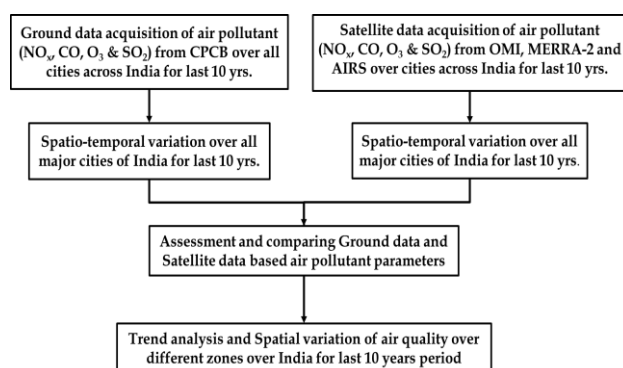 Ground data acquisition of air pollutant
(NOₓ, CO, O₃ & SO₂) from CPCB over all
cities across India for last 10 yrs.
Satellite data acquisition of air pollutant
(NOₓ, CO, O₃ & SO₂) from OMI, MERRA-2 and
AIRS over cities across India for last 10 yrs.
Spatio-temporal variation over all
major cities of India for last 10 yrs.
Spatio-temporal variation over all
major cities of India for last 10 yrs.
Assessment and comparing Ground data and
Satellite data based air pollutant parameters
Trend analysis and Spatial variation of air quality over
different zones over India for last 10 years period